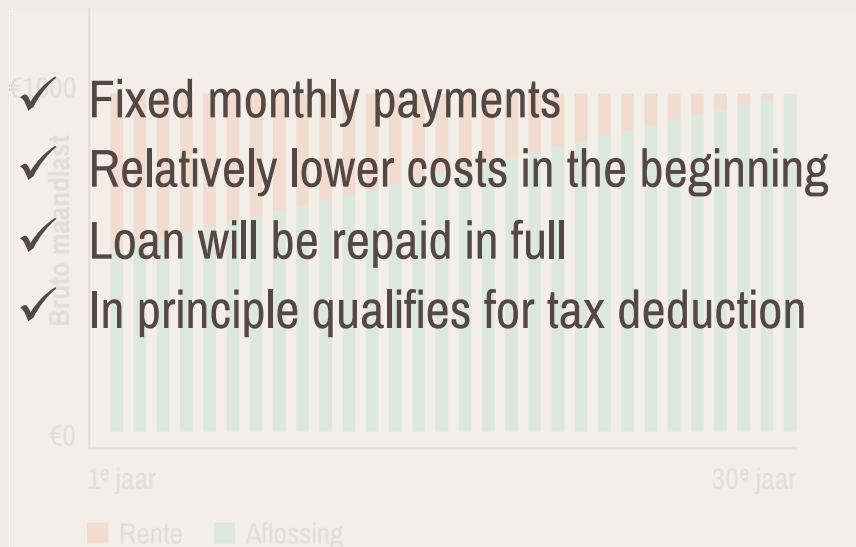 €1000
✓ Fixed monthly payments
✓ Relatively lower costs in the beginning
✓ Loan will be repaid in full
✓ In principle qualifies for tax deduction
Bruto maandlast
€0
1e jaar 30e jaar
Rente Aflossing